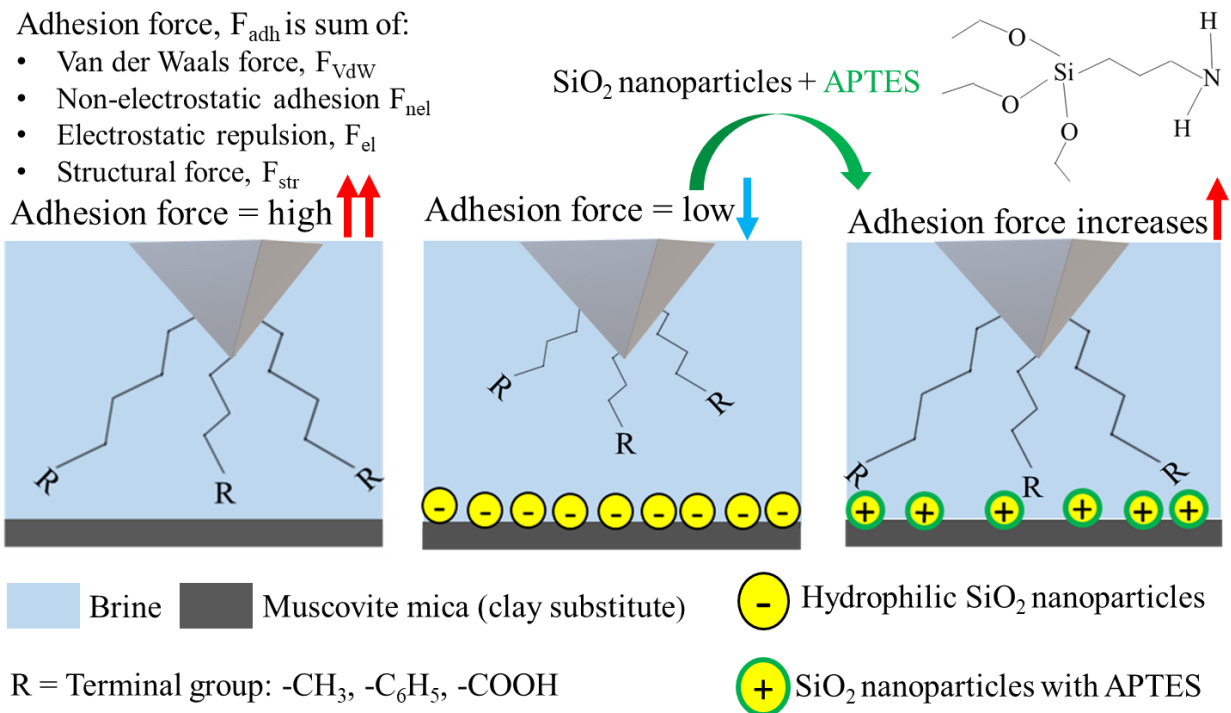 Adhesion force, F_adh is sum of:
• Van der Waals force, F_VdW
• Non-electrostatic adhesion F_nel
• Electrostatic repulsion, F_el
• Structural force, F_str
SiO₂ nanoparticles + APTES
O
O
Si
O
N
H
H
Adhesion force = high
Adhesion force = low
Adhesion force increases
R
R
R
R
R
R
R
R
R
- - - - - - - - -
+ + + + + +
Brine
Muscovite mica (clay substitute)
- Hydrophilic SiO₂ nanoparticles
R = Terminal group: -CH₃, -C₆H₅, -COOH
+ SiO₂ nanoparticles with APTES